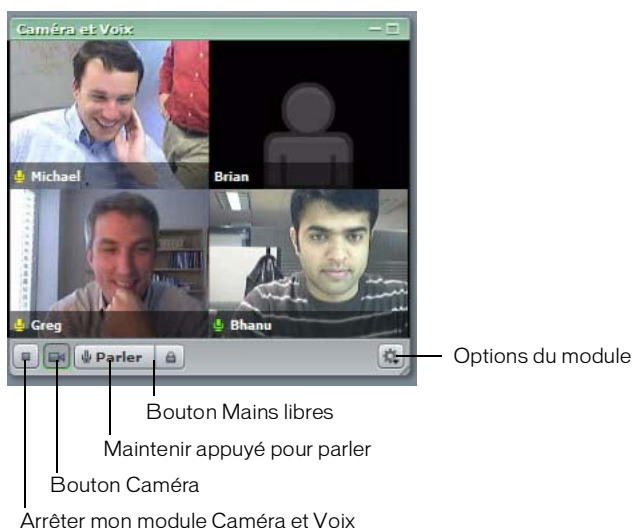 Caméra et Voix
Michael
Brian
Greg
Bhanu
Parler
Options du module
Bouton Mains libres
Maintenir appuyé pour parler
Bouton Caméra
Arrêter mon module Caméra et Voix